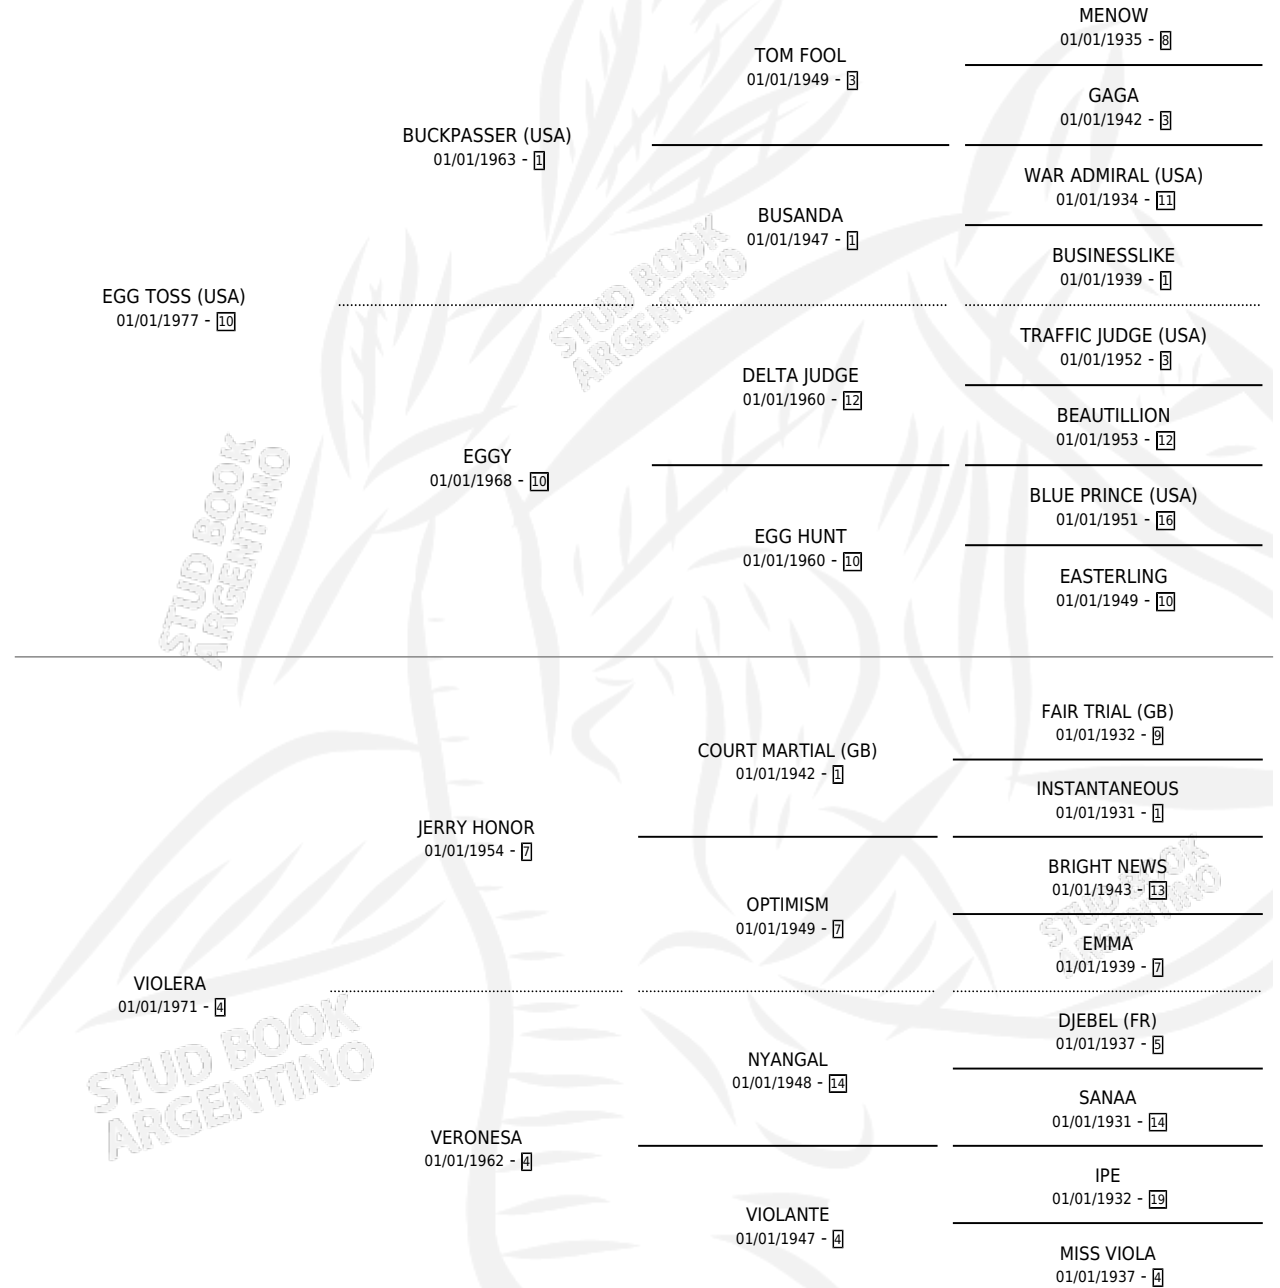 MENOW
01/01/1935 - 8
TOM FOOL
01/01/1949 - 3
GAGA
01/01/1942 - 3
BUCKPASSER (USA)
01/01/1963 - 1
WAR ADMIRAL (USA)
01/01/1934 - 11
BUSANDA
01/01/1947 - 1
BUSINESSLIKE
01/01/1939 - 1
EGG TOSS (USA)
01/01/1977 - 10
TRAFFIC JUDGE (USA)
01/01/1952 - 3
DELTA JUDGE
01/01/1960 - 12
BEAUTILLION
01/01/1953 - 12
EGGY
01/01/1968 - 10
BLUE PRINCE (USA)
01/01/1951 - 16
EGG HUNT
01/01/1960 - 10
EASTERLING
01/01/1949 - 10
FAIR TRIAL (GB)
01/01/1932 - 9
COURT MARTIAL (GB)
01/01/1942 - 1
INSTANTANEOUS
01/01/1931 - 1
JERRY HONOR
01/01/1954 - 7
BRIGHT NEWS
01/01/1943 - 13
OPTIMISM
01/01/1949 - 7
EMMA
01/01/1939 - 7
VIOLERA
01/01/1971 - 4
DJEBEL (FR)
01/01/1937 - 5
NYANGAL
01/01/1948 - 14
SANAA
01/01/1931 - 14
VERONESA
01/01/1962 - 4
IPE
01/01/1932 - 19
VIOLANTE
01/01/1947 - 4
MISS VIOLA
01/01/1937 - 4
STUD BOOK
ARGENTINO
STUD BOOK
ARGENTINO
STUD BOOK
ARGENTINO
STUD BOOK
ARGENTINO